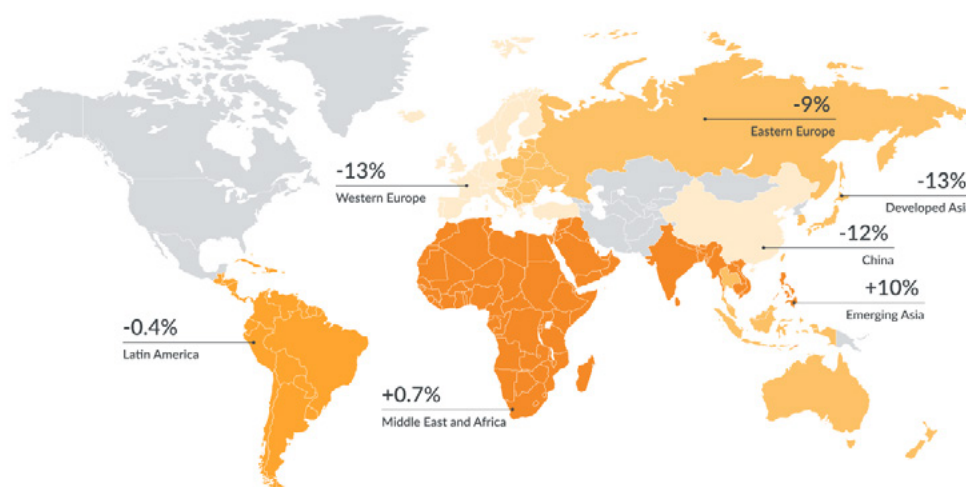 -9%
Eastern Europe
-13%
Western Europe
-13%
Developed Asi
-12%
China
+10%
Emerging Asia
-0.4%
Latin America
+0.7%
Middle East and Africa